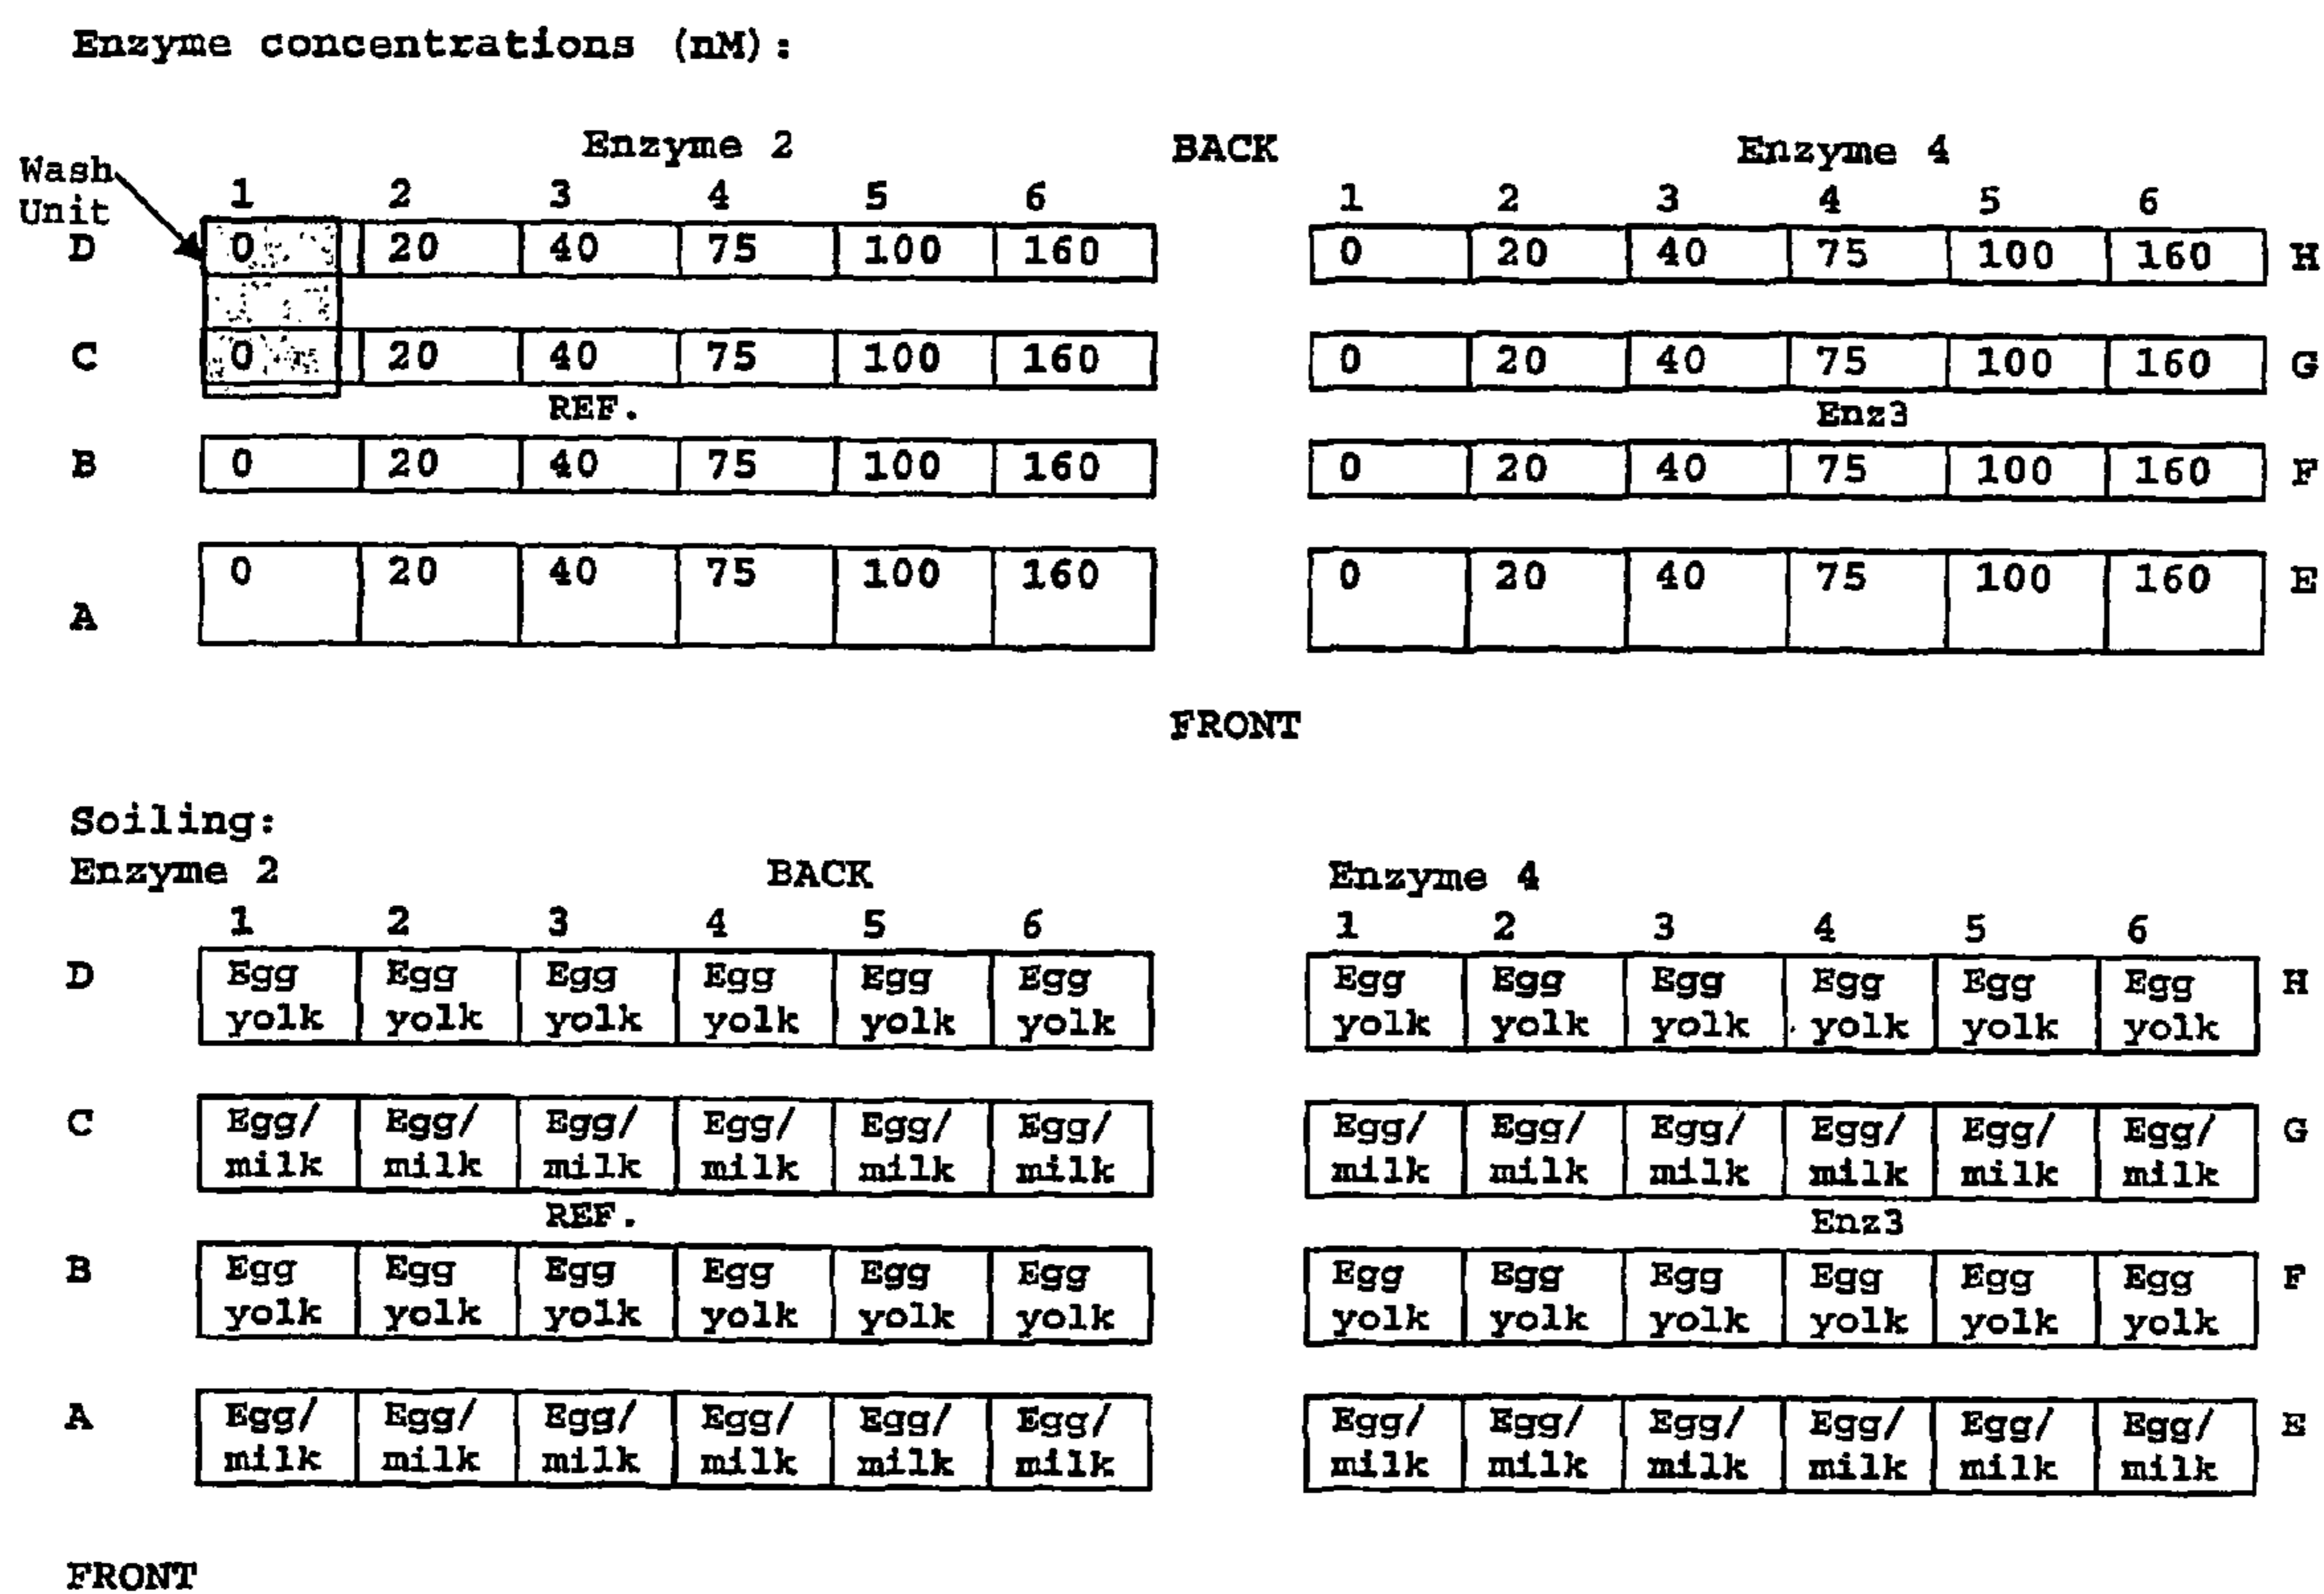 Enzyme concentrations (nM):
Enzyme 2 BACK Enzyme 4
Wash
Unit
1 2 3 4 5 6 1 2 3 4 5 6
D 0 20 40 75 100 160 0 20 40 75 100 160 H
C 0 20 40 75 100 160 0 20 40 75 100 160 G
REF. Enz3
B 0 20 40 75 100 160 0 20 40 75 100 160 F
A 0 20 40 75 100 160 0 20 40 75 100 160 E
FRONT
Soiling:
Enzyme 2 BACK Enzyme 4
1 2 3 4 5 6 1 2 3 4 5 6
D Egg Egg Egg Egg Egg Egg Egg Egg Egg Egg Egg Egg H
yolk yolk yolk yolk yolk yolk yolk yolk yolk yolk yolk yolk
C Egg/ Egg/ Egg/ Egg/ Egg/ Egg/ Egg/ Egg/ Egg/ Egg/ Egg/ Egg/ G
milk milk milk milk milk milk milk milk milk milk milk milk
REF. Enz3
B Egg Egg Egg Egg Egg Egg Egg Egg Egg Egg Egg Egg F
yolk yolk yolk yolk yolk yolk yolk yolk yolk yolk yolk yolk
A Egg/ Egg/ Egg/ Egg/ Egg/ Egg/ Egg/ Egg/ Egg/ Egg/ Egg/ Egg/ E
milk milk milk milk milk milk milk milk milk milk milk milk
FRONT